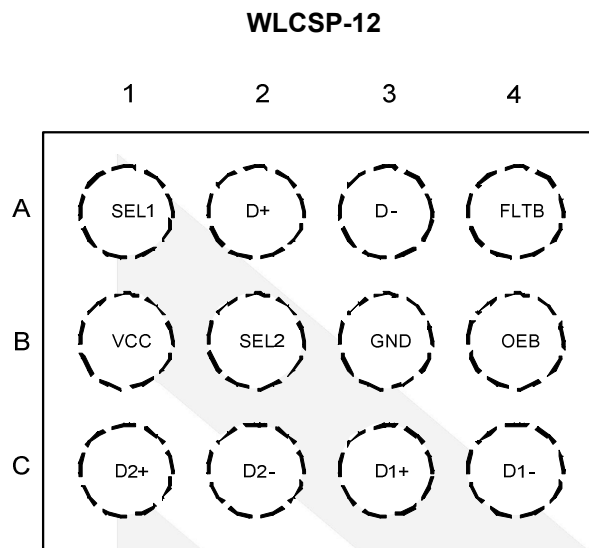 WLCSP-12
1 2 3 4
A SEL1 D+ D- FLTB
B VCC SEL2 GND OEB
C D2+ D2- D1+ D1-